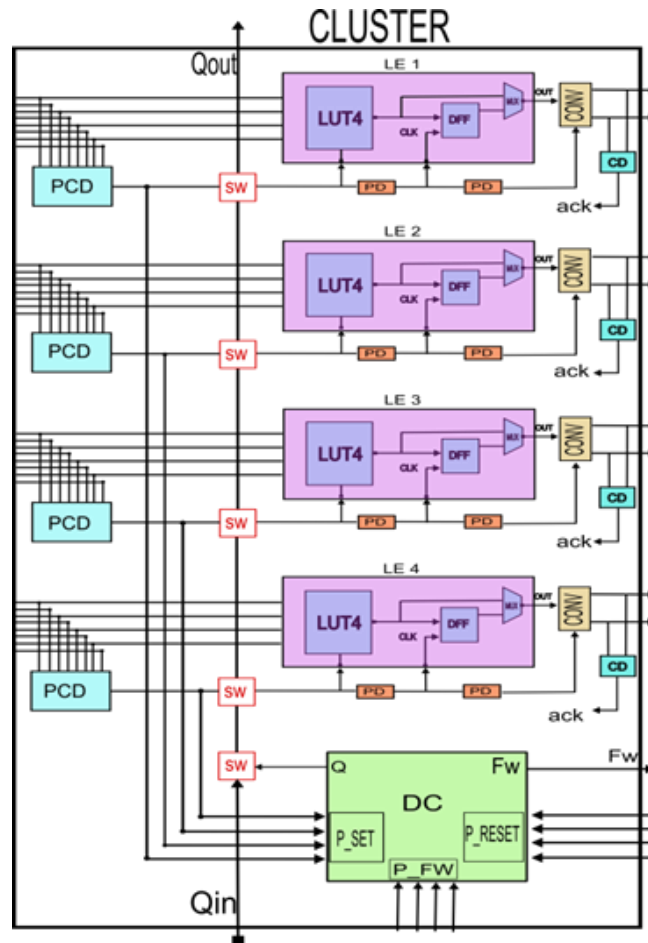 CLUSTER
Qout
LE 1
LUT4
CLK
DFF
MUX
OUT
CONV
PCD
SW
PD
PD
CD
ack
LE 2
LUT4
CLK
DFF
MUX
OUT
CONV
PCD
SW
PD
PD
CD
ack
LE 3
LUT4
CLK
DFF
MUX
OUT
CONV
PCD
SW
PD
PD
CD
ack
LE 4
LUT4
CLK
DFF
MUX
OUT
CONV
PCD
SW
PD
PD
CD
ack
SW
Q
Fw
Fw
DC
P_SET
P_RESET
P_FW
Qin